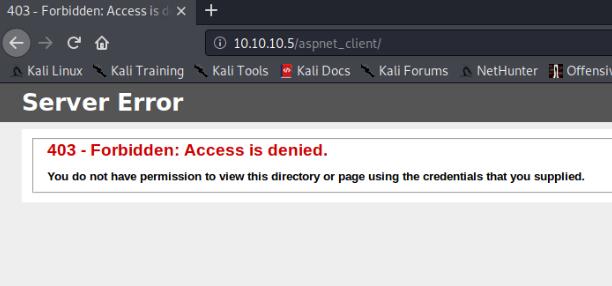 403 - Forbidden: Access is d
10.10.10.5/aspnet_client/
Kali Linux Kali Training Kali Tools Kali Docs Kali Forums NetHunter Offensiv
Server Error
403 - Forbidden: Access is denied.
You do not have permission to view this directory or page using the credentials that you supplied.